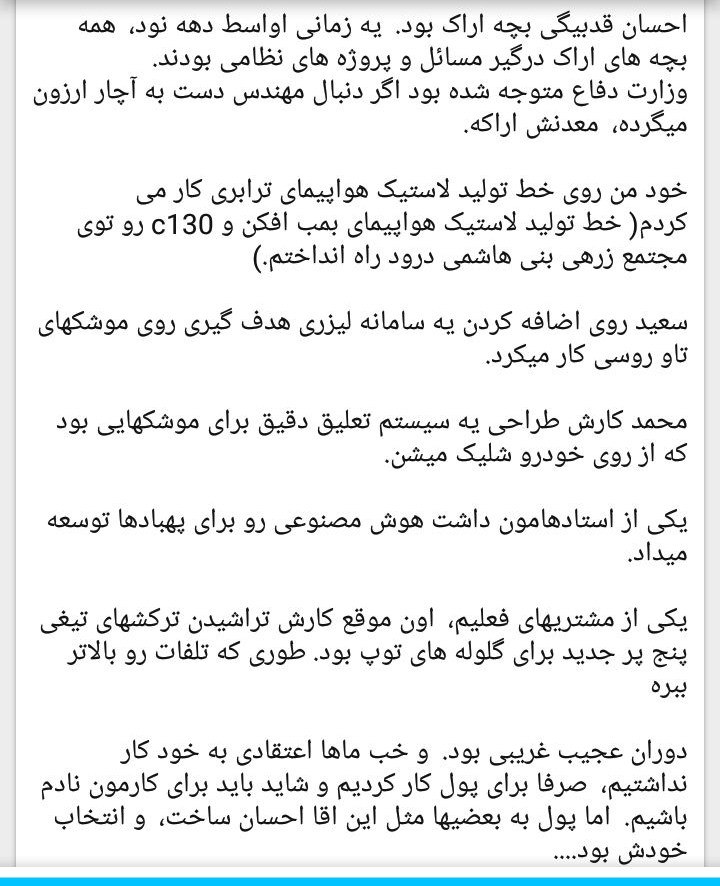 احسان قدبیگی بچه اراک بود. یه زمانی اواسط دهه نود، همه
بچه های اراک درگیر مسائل و پروژه های نظامی بودند.
وزارت دفاع متوجه شده بود اگر دنبال مهندس دست به آچار ارزون
میگرده، معدنش اراکه.
خود من روی خط تولید لاستیک هواپیمای ترابری کار می
کردم( خط تولید لاستیک هواپیمای بمب افکن و c130 رو توی
مجتمع زرهی بنی هاشمی درود راه انداختم.)
سعید روی اضافه کردن یه سامانه لیزری هدف گیری روی موشکهای
تاو روسی کار میکرد.
محمد کارش طراحی یه سیستم تعلیق دقیق برای موشکهایی بود
که از روی خودرو شلیک میشن.
یکی از استادهامون داشت هوش مصنوعی رو برای پهبادها توسعه
میداد.
یکی از مشتریهای فعلیم، اون موقع کارش تراشیدن ترکشهای تیغی
پنج پر جدید برای گلوله های توپ بود. طوری که تلفات رو بالاتر
ببره
دوران عجیب غریبی بود. و خب ماها اعتقادی به خود کار
نداشتیم، صرفا برای پول کار کردیم و شاید باید برای کارمون نادم
باشیم. اما پول به بعضیها مثل این اقا احسان ساخت، و انتخاب
خودش بود....